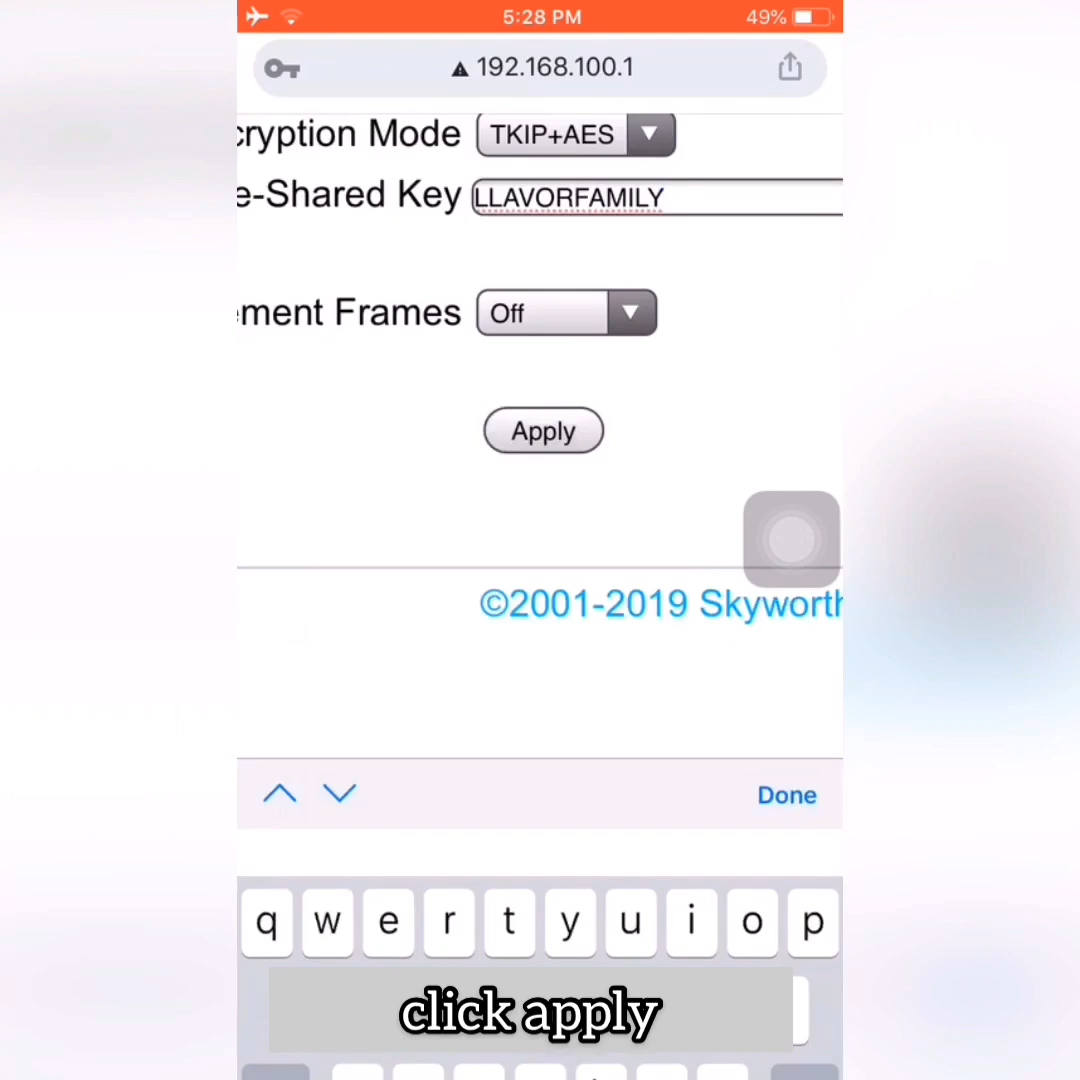 5:28 PM 49%
192.168.100.1
cryption Mode TKIP+AES
e-Shared Key LLAVORFAMILY
ement Frames Off
Apply
©2001-2019 Skyworth
Done
q w e r t y u i o p
click apply